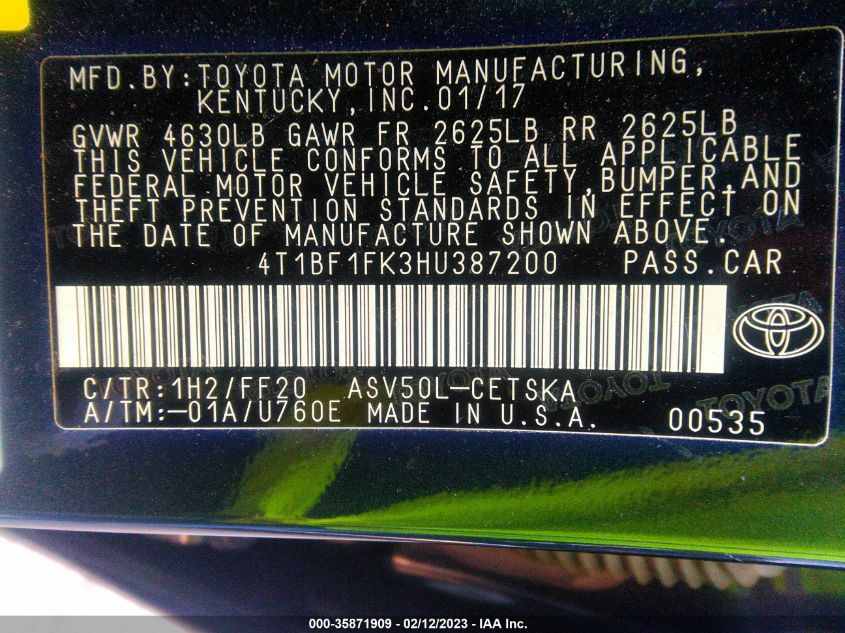 MFD.BY:TOYOTA MOTOR MANUFACTURING,
KENTUCKY,INC.01/17
GVWR 4630LB GAWR FR 2625LB RR 2625LB
THIS VEHICLE CONFORMS TO ALL APPLICABLE
FEDERAL MOTOR VEHICLE SAFETY,BUMPER,AND
THEFT PREVENTION STANDARDS IN EFFECT ON
THE DATE OF MANUFACTURE SHOWN ABOVE.
4T1BF1FK3HU387200 PASS.CAR
C/TR:1H2/FF20 ASV50L-CETSKA
A/TM:-01A/U760E MADE IN U.S.A. 00535
TOYOTA
000-35871909 - 02/12/2023 - IAA Inc.